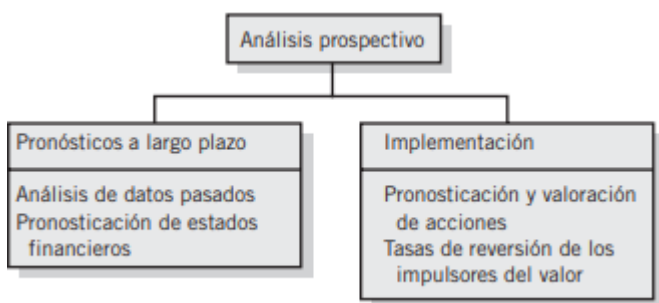 Análisis prospectivo
Pronósticos a largo plazo
Análisis de datos pasados
Pronosticación de estados
financieros
Implementación
Pronosticación y valoración
de acciones
Tasas de reversión de los
impulsores del valor